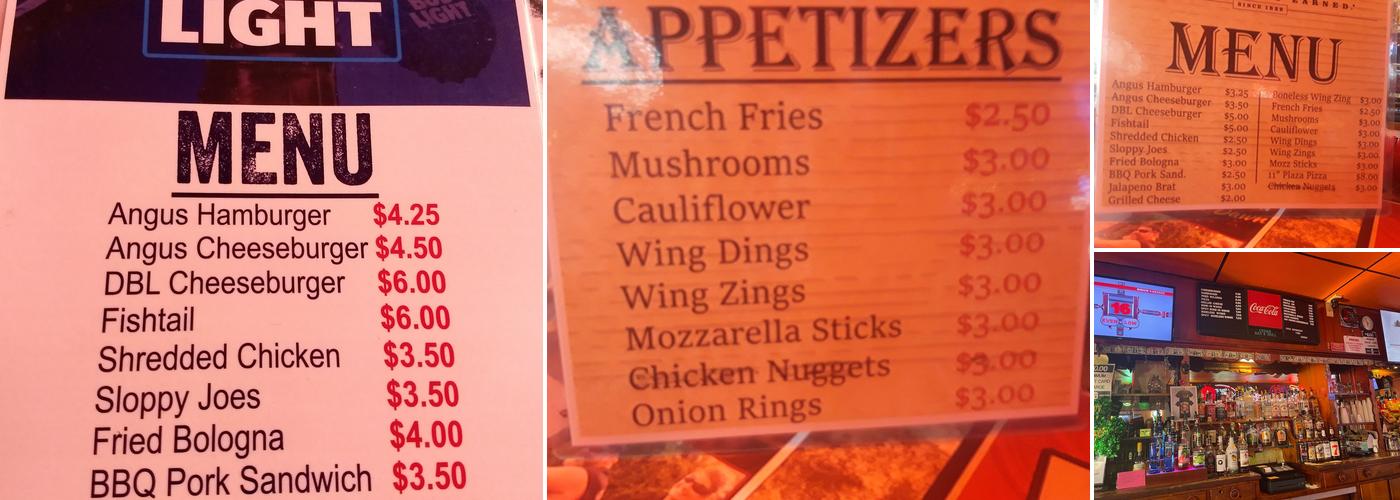 BUD
LIGHT
LIGHT
MENU
Angus Hamburger $4.25
Angus Cheeseburger $4.50
DBL Cheeseburger $6.00
Fishtail $6.00
Shredded Chicken $3.50
Sloppy Joes $3.50
Fried Bologna $4.00
BBQ Pork Sandwich $3.50
APPETIZERS
French Fries $2.50
Mushrooms $3.00
Cauliflower $3.00
Wing Dings $3.00
Wing Zings $3.00
Mozzarella Sticks $3.00
Chicken Nuggets $3.00
Onion Rings $3.00
EARNED.
SINCE 1889
MENU
Angus Hamburger $3.25
Angus Cheeseburger $3.50
DBL Cheeseburger $5.00
Fishtail $5.00
Shredded Chicken $2.50
Sloppy Joes $2.50
Fried Bologna $3.00
BBQ Pork Sand. $2.50
Jalapeno Brat $3.00
Grilled Cheese $2.00
Boneless Wing Zing $3.00
French Fries $2.50
Mushrooms $3.00
Cauliflower $3.00
Wing Dings $3.00
Wing Zings $3.00
Mozz Sticks $3.00
11" Plaza Pizza $8.00
Chicken Nuggets $3.00
16
Coca-Cola